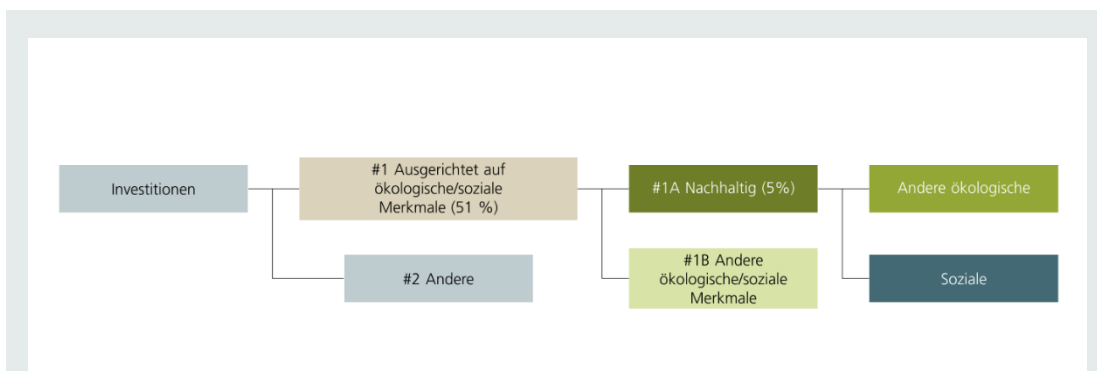 Investitionen
#1 Ausgerichtet auf
ökologische/soziale
Merkmale (51 %)
#1A Nachhaltig (5%)
Andere ökologische
#2 Andere
#1B Andere
ökologische/soziale
Merkmale
Soziale